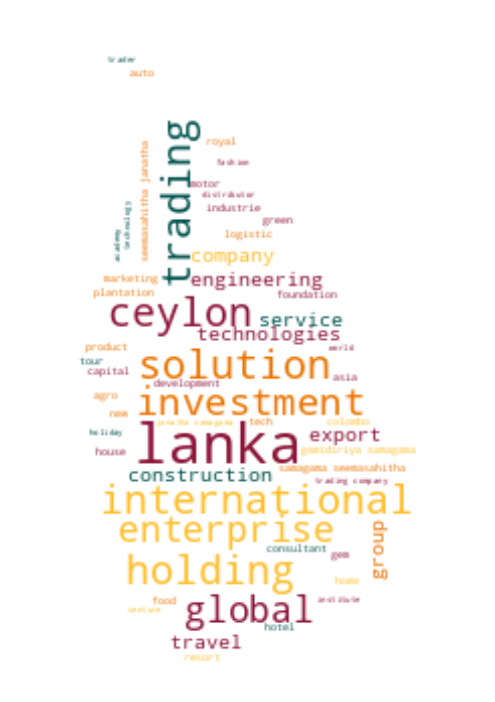 trader
auto
trading
royal
seemasahitha janatha
fashion
motor
distributor
industrie
technology
academy
green
logistic
company
marketing
engineering
plantation
foundation
ceylon
service
technologies
product
world
tour
solution
capital
asia
development
agro
investment
new
janatha samagama
tech
colombo
holiday
lanka
export
house
gamidiriya samagama
samagama seemasahitha
construction
trading company
international
enterprise
group
consultant
gem
holding
home
food
institute
venture
global
hotel
travel
resort